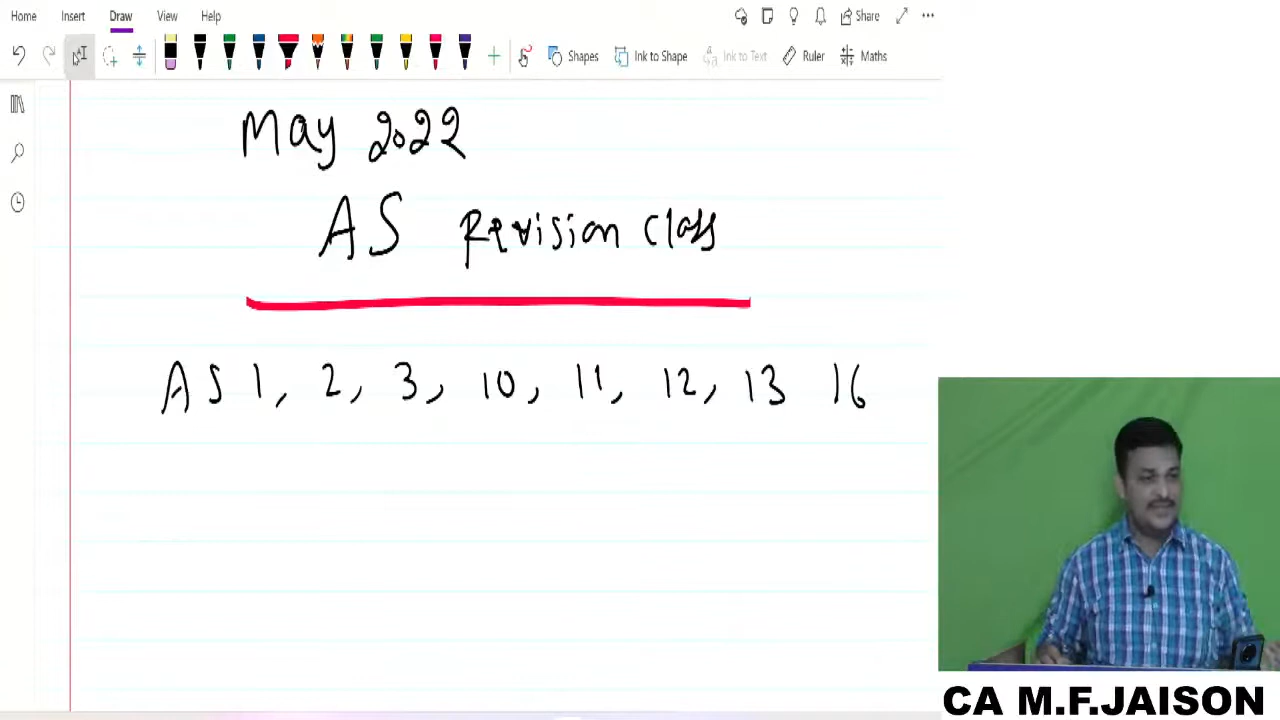 Home Insert Draw View Help Share
Shapes Ink to Shape Ink to Text Ruler Maths
May 2022
AS Revision Class
AS 1, 2, 3, 10, 11, 12, 13 16
CA M.F.JAISON